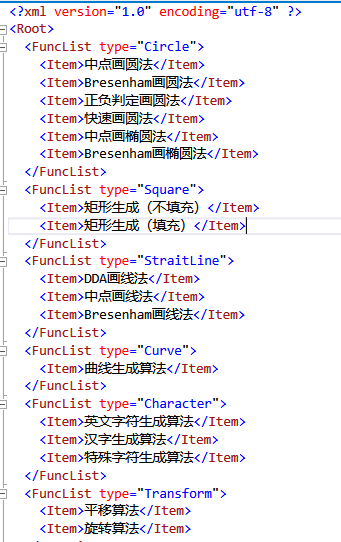 <?xml version="1.0" encoding="utf-8" ?>
<Root>
<FuncList type="Circle">
<Item>中点画圆法</Item>
<Item>Bresenham画圆法</Item>
<Item>正负判定画圆法</Item>
<Item>快速画圆法</Item>
<Item>中点画椭圆法</Item>
<Item>Bresenham画椭圆法</Item>
</FuncList>
<FuncList type="Square">
<Item>矩形生成（不填充）</Item>
<Item>矩形生成（填充）</Item>
</FuncList>
<FuncList type="StraitLine">
<Item>DDA画线法</Item>
<Item>中点画线法</Item>
<Item>Bresenham画线法</Item>
</FuncList>
<FuncList type="Curve">
<Item>曲线生成算法</Item>
</FuncList>
<FuncList type="Character">
<Item>英文字符生成算法</Item>
<Item>汉字生成算法</Item>
<Item>特殊字符生成算法</Item>
</FuncList>
<FuncList type="Transform">
<Item>平移算法</Item>
<Item>旋转算法</Item>